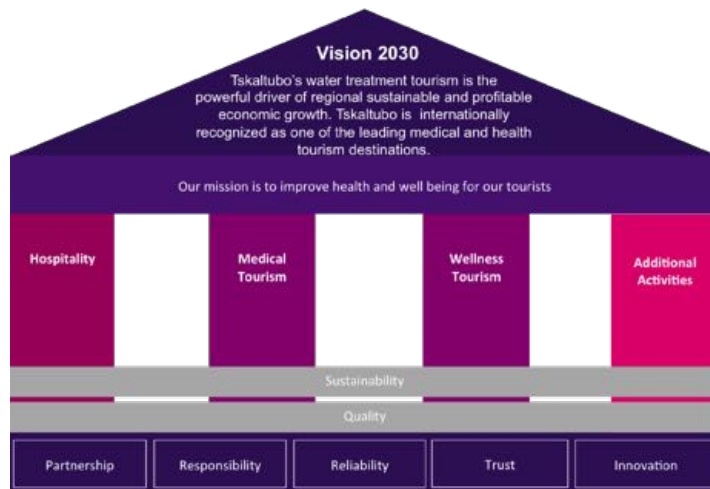 Vision 2030
Tskaltubo's water treatment tourism is the
powerful driver of regional sustainable and profitable
economic growth. Tskaltubo is internationally
recognized as one of the leading medical and health
tourism destinations.
Our mission is to improve health and well being for our tourists
Hospitality
Medical
Tourism
Wellness
Tourism
Additional
Activities
Sustainability
Quality
Partnership
Responsibility
Reliability
Trust
Innovation